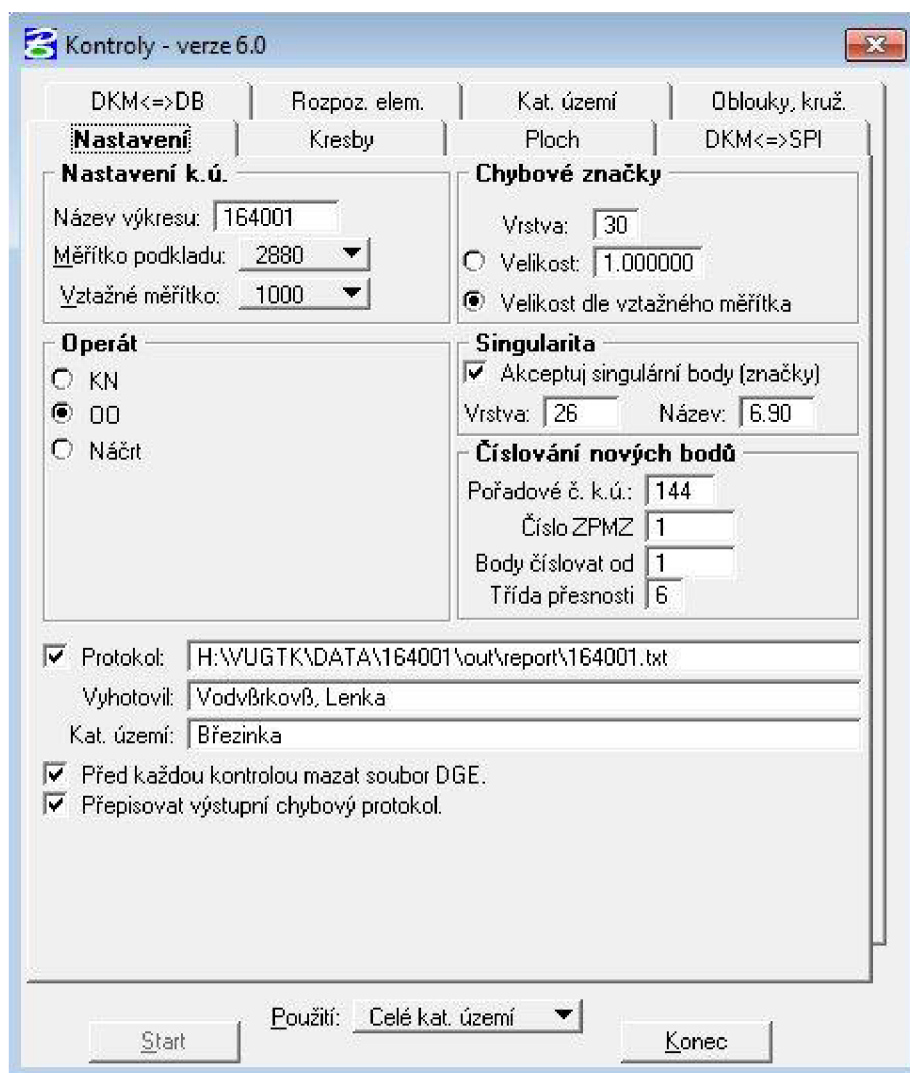 Kontroly - verze 6.0
DKM<=>DB Rozpoz. elem. Kat. území Oblouky, kruž.
Nastavení Kresby Ploch DKM<=>SPI
Nastavení k.ú.
Název výkresu: 164001
Měřítko podkladu: 2880
Vztažné měřítko: 1000
Chybové značky
Vrstva: 30
Velikost: 1.000000
Velikost dle vztažného měřítka
Operát
KN
OO
Náčrt
Singularita
Akceptuj singulární body (značky)
Vrstva: 26 Název: 6.90
Číslování nových bodů
Pořadové č. k.ú.: 144
Číslo ZPMZ 1
Body číslovat od 1
Třída přesnosti 6
Protokol: H:\VUGTK\DATA\164001\out\report\164001.txt
Vyhotovil: Vodvßrkovß, Lenka
Kat. území: Březinka
Před každou kontrolou mazat soubor DGE.
Přepisovat výstupní chybový protokol.
Použití: Celé kat. území
Start Konec